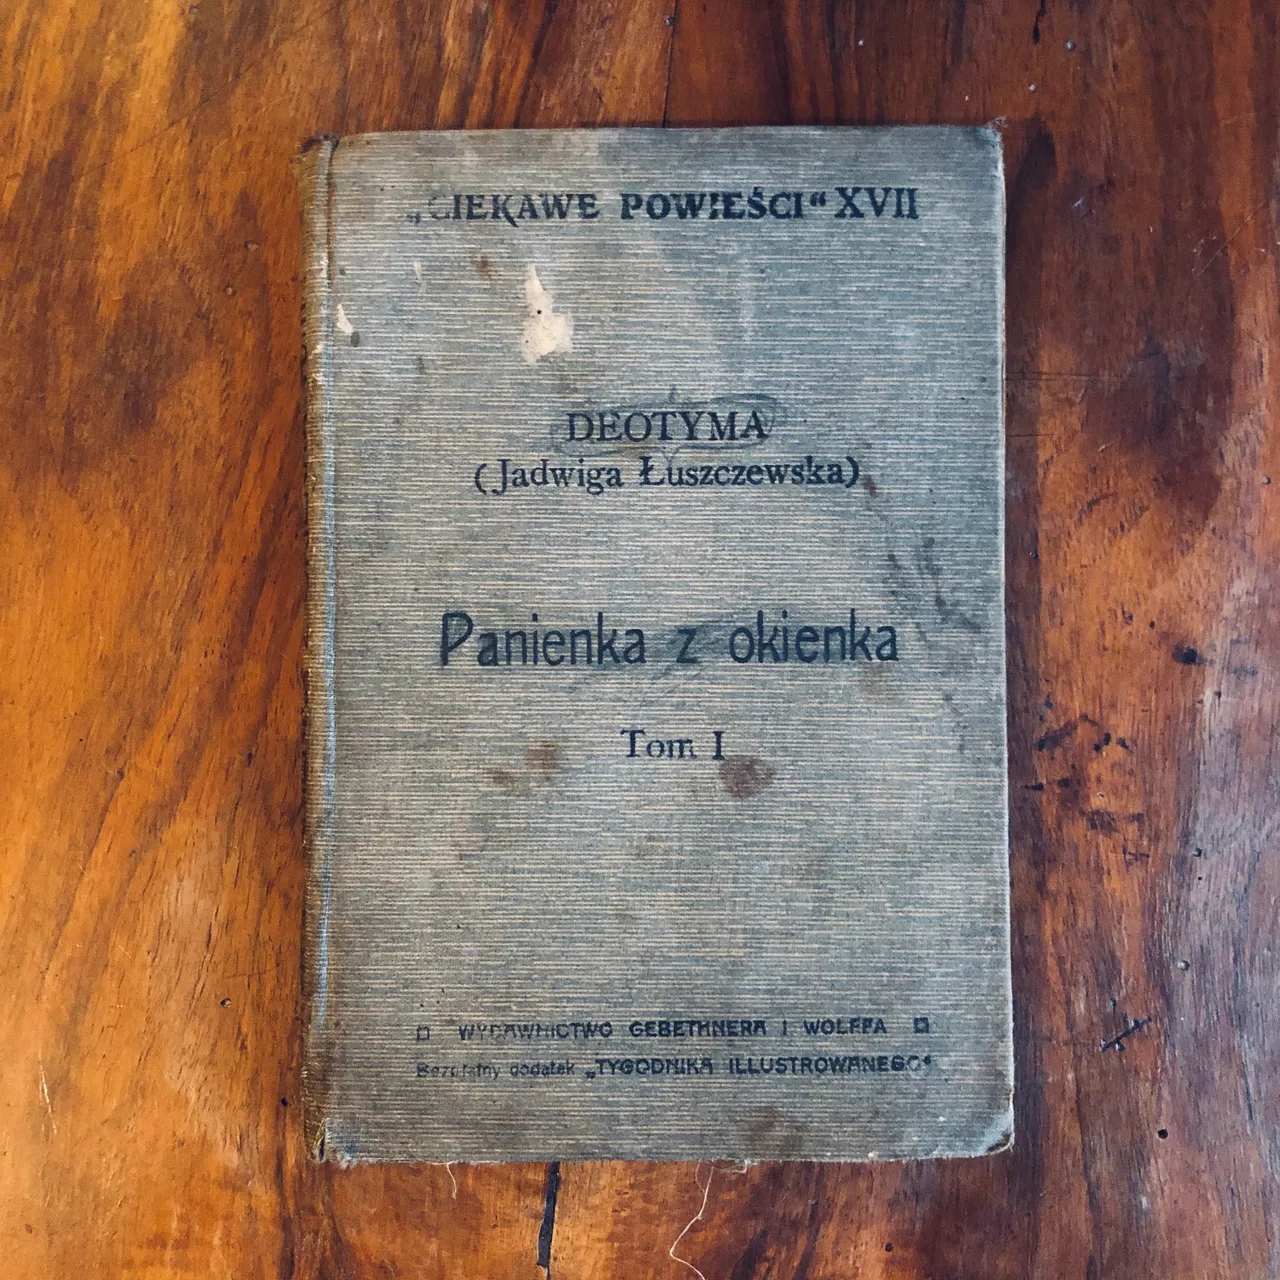 „CIEKAWE POWIEŚCI“ XVII
DEOTYMA
(Jadwiga Łuszczewska)
Panienka z okienka
Tom I
WYDAWNICTWO GEBETHNERA I WOLFFA
Bezpłatny dodatek „TYGODNIKA ILLUSTROWANEGO“